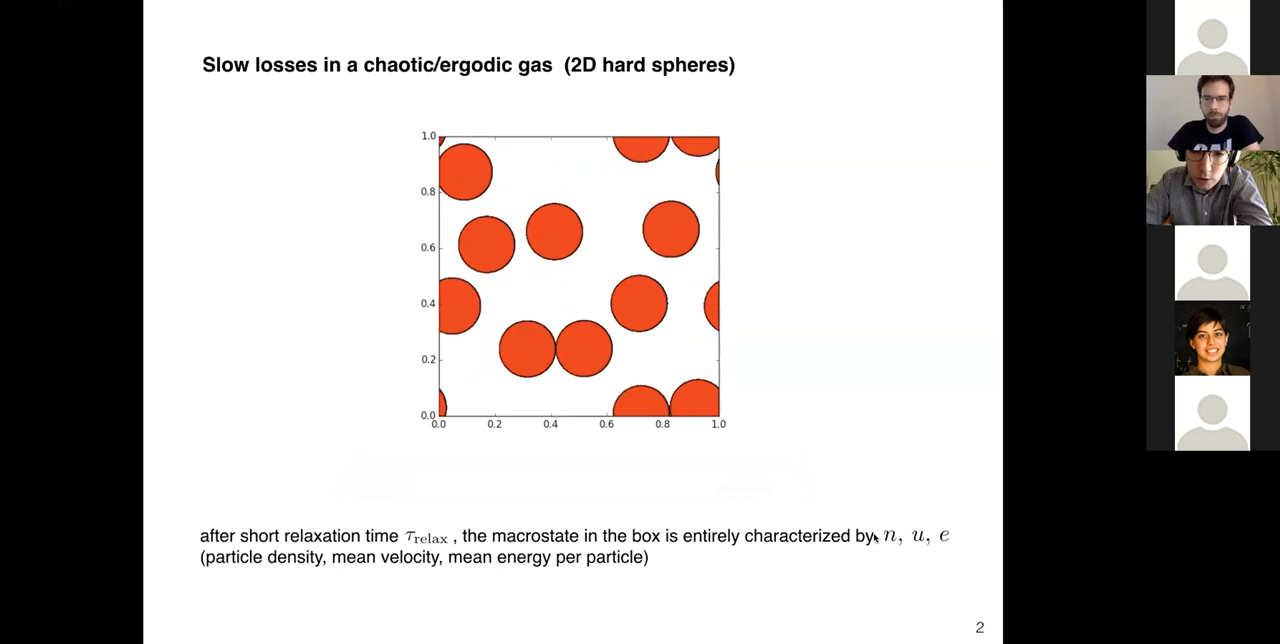 Slow losses in a chaotic/ergodic gas  (2D hard spheres)
1.0
0.8
0.6
0.4
0.2
0.0
0.0 0.2 0.4 0.6 0.8 1.0
after short relaxation time τrelax , the macrostate in the box is entirely characterized by n, u, e
(particle density, mean velocity, mean energy per particle)
2